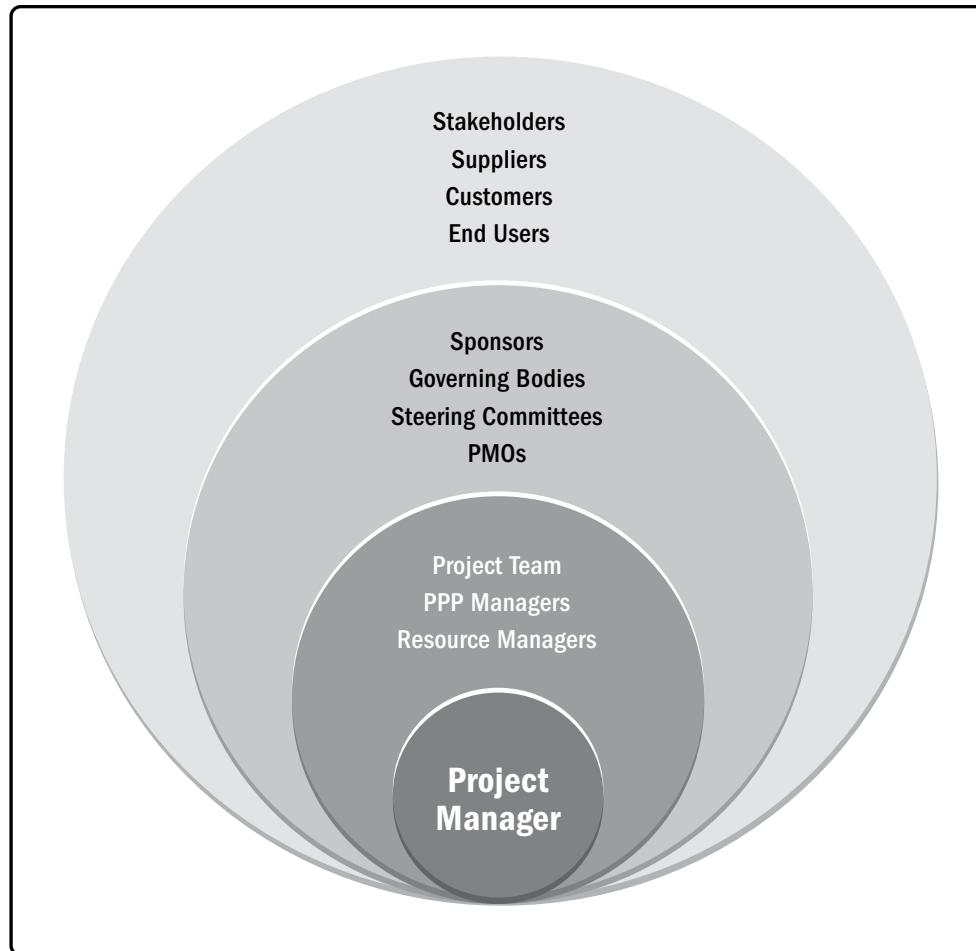 Stakeholders
Suppliers
Customers
End Users
Sponsors
Governing Bodies
Steering Committees
PMOs
Project Team
PPP Managers
Resource Managers
Project
Manager